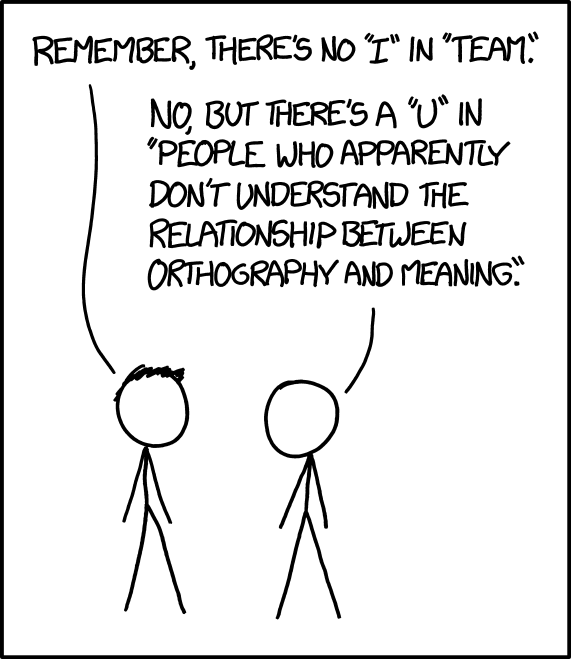 REMEMBER, THERE'S NO "I" IN "TEAM."
NO, BUT THERE'S A "U" IN
"PEOPLE WHO APPARENTLY
DON'T UNDERSTAND THE
RELATIONSHIP BETWEEN
ORTHOGRAPHY AND MEANING."